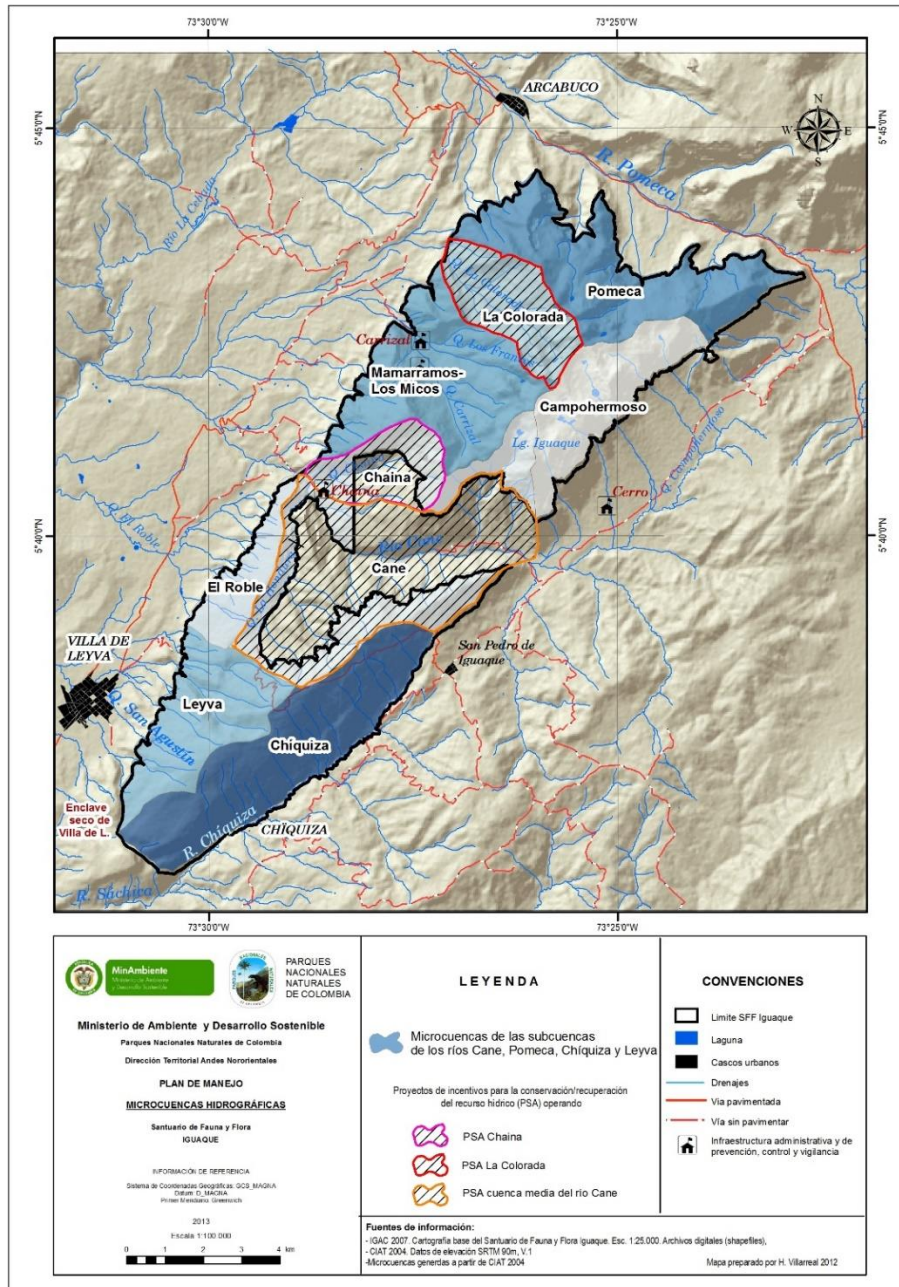 73°30'0"W
73°25'0"W
ARCABUCO
N
W
E
S
5°45'0"N
5°45'0"N
R. Pomeca
Río La Cebada
Pomeca
La Colorada
Carrizal
Q. Los Francos
Mamarramos-
Los Micos
Campohermoso
Q. Carrizal
Lg. Iguaque
Q. Campohermoso
Chaina
Chaina
Cerro
Q. El Roble
5°40'0"N
5°40'0"N
Río Cane
Cane
El Roble
VILLA DE
LEYVA
San Pedro de
Iguaque
Leyva
Q. San Agustín
Chíquiza
Enclave
seco de
Villa de L.
R. Chíquiza
CHÏQUIZA
R. Sáchica
73°30'0"W
73°25'0"W
MinAmbiente
Ministerio de Ambiente
y Desarrollo Sostenible
PARQUES
NACIONALES
NATURALES
DE COLOMBIA
Ministerio de Ambiente y Desarrollo Sostenible
Parques Nacionales Naturales de Colombia
Dirección Territorial Andes Nororientales
PLAN DE MANEJO
MICROCUENCAS HIDROGRÁFICAS
Santuario de Fauna y Flora
IGUAQUE
INFORMACIÓN DE REFERENCIA
Sistema de Coordenadas Geográficas: GCS_MAGNA
Datum: D_MAGNA
Primer Meridiano: Greenwich
2013
Escala 1:100 000
0 1 2 3 4
km
LEYENDA
Microcuencas de las subcuencas
de los ríos Cane, Pomeca, Chíquiza y Leyva
Proyectos de incentivos para la conservación/recuperación
del recurso hídrico (PSA) operando
PSA Chaina
PSA La Colorada
PSA cuenca media del río Cane
CONVENCIONES
Limite SFF Iguaque
Laguna
Cascos urbanos
Drenajes
Via pavimentada
Vía sin pavimentar
Infraestructura administrativa y de
prevención, control y vigilancia
Fuentes de información:
- IGAC 2007. Cartografía base del Santuario de Fauna y Flora Iguaque. Esc. 1:25.000. Archivos digitales (shapefiles),
- CIAT 2004. Datos de elevación SRTM 90m, V.1
-Microcuencas generdas a partir de CIAT 2004
Mapa preparado por H. Villarreal 2012